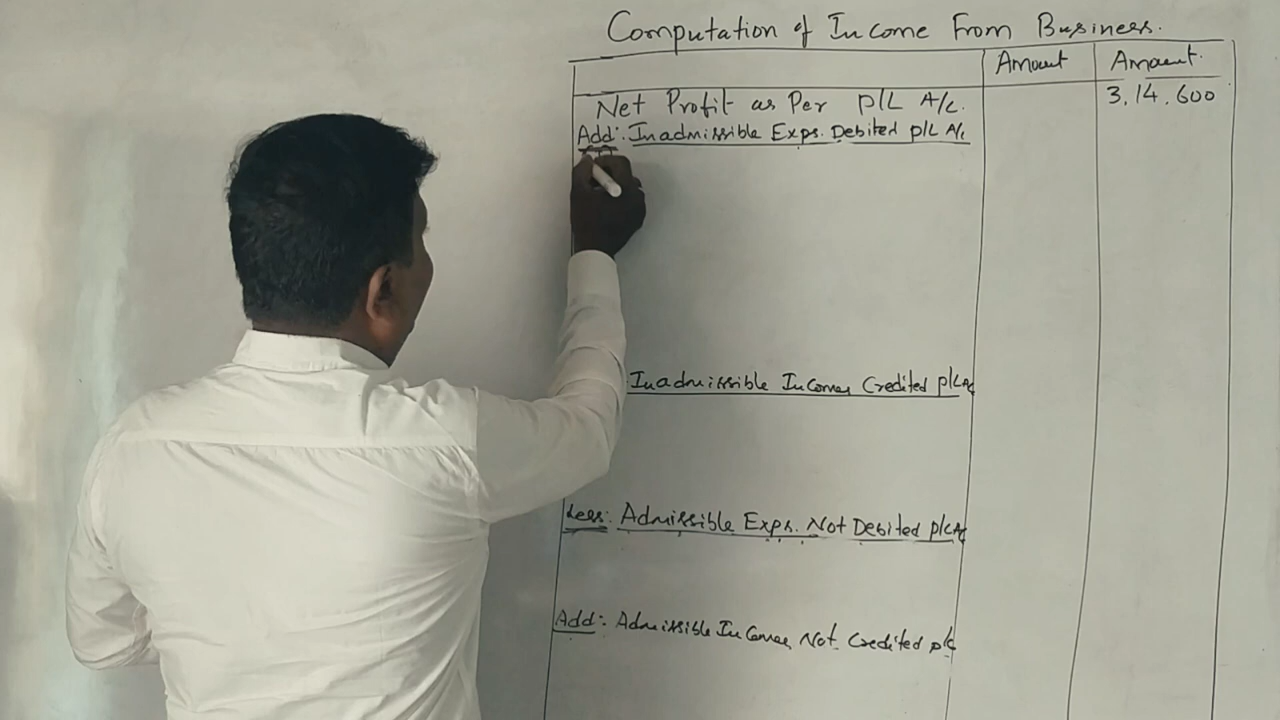 Computation of Income From Business.
Amount Amount.
Net Profit as Per P/L A/c. 3,14,600
Add: Inadmissible Exps. Debited P/L A/c
Inadmissible Incomes Credited P/L A/c
Less: Admissible Exps. Not Debited P/L A/c
Add: Admissible Incomes Not Credited P/L